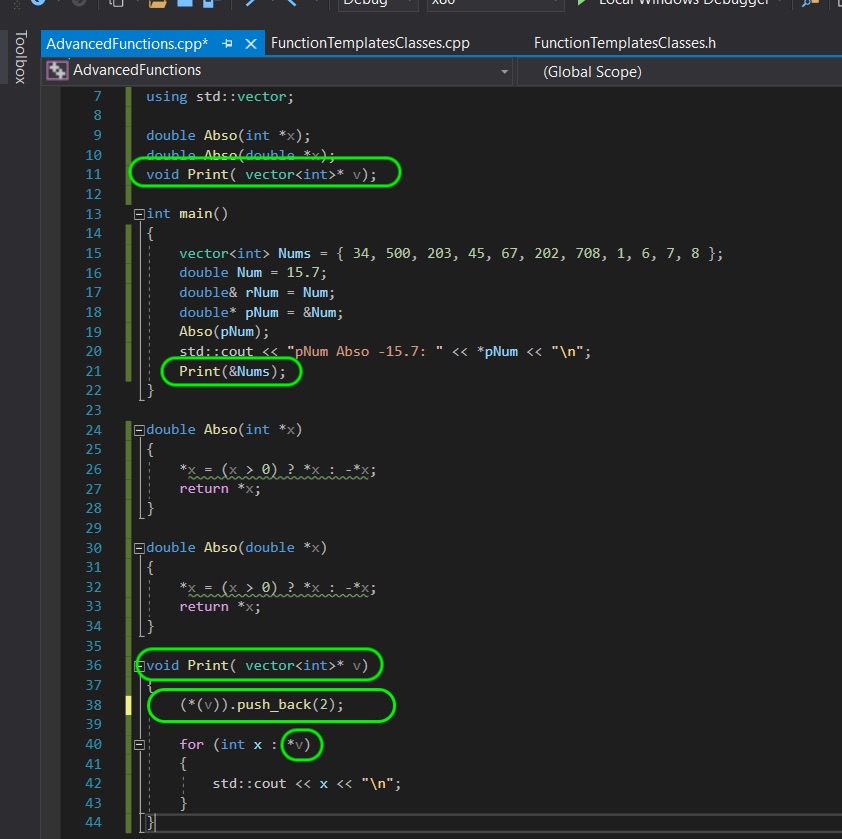 Debug
x86
Local Windows Debugger
Toolbox
AdvancedFunctions.cpp*
FunctionTemplatesClasses.cpp
FunctionTemplatesClasses.h
AdvancedFunctions
(Global Scope)
7 using std::vector;
8
9 double Abso(int *x);
10 double Abso(double *x);
11 void Print( vector<int>* v);
12
13 int main()
14 {
15 vector<int> Nums = { 34, 500, 203, 45, 67, 202, 708, 1, 6, 7, 8 };
16 double Num = 15.7;
17 double& rNum = Num;
18 double* pNum = &Num;
19 Abso(pNum);
20 std::cout << "pNum Abso -15.7: " << *pNum << "\n";
21 Print(&Nums);
22 }
23
24 double Abso(int *x)
25 {
26 *x = (x > 0) ? *x : -*x;
27 return *x;
28 }
29
30 double Abso(double *x)
31 {
32 *x = (x > 0) ? *x : -*x;
33 return *x;
34 }
35
36 void Print( vector<int>* v)
37 {
38 (*(v)).push_back(2);
39
40 for (int x : *v)
41 {
42 std::cout << x << "\n";
43 }
44 }